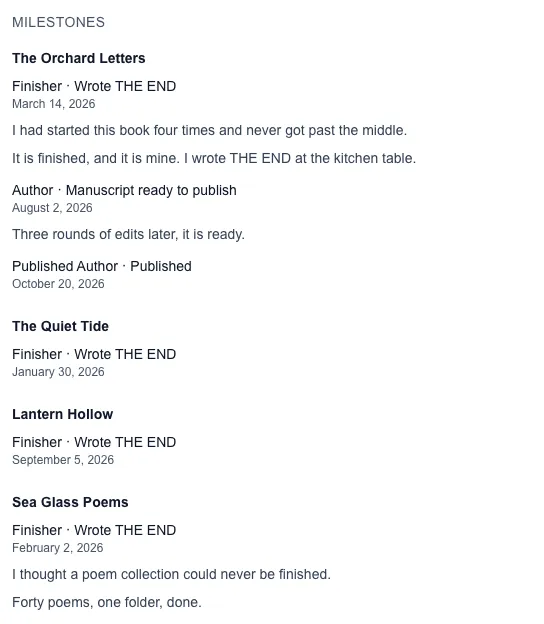 MILESTONES
The Orchard Letters
Finisher · Wrote THE END
March 14, 2026
I had started this book four times and never got past the middle.
It is finished, and it is mine. I wrote THE END at the kitchen table.
Author · Manuscript ready to publish
August 2, 2026
Three rounds of edits later, it is ready.
Published Author · Published
October 20, 2026
The Quiet Tide
Finisher · Wrote THE END
January 30, 2026
Lantern Hollow
Finisher · Wrote THE END
September 5, 2026
Sea Glass Poems
Finisher · Wrote THE END
February 2, 2026
I thought a poem collection could never be finished.
Forty poems, one folder, done.